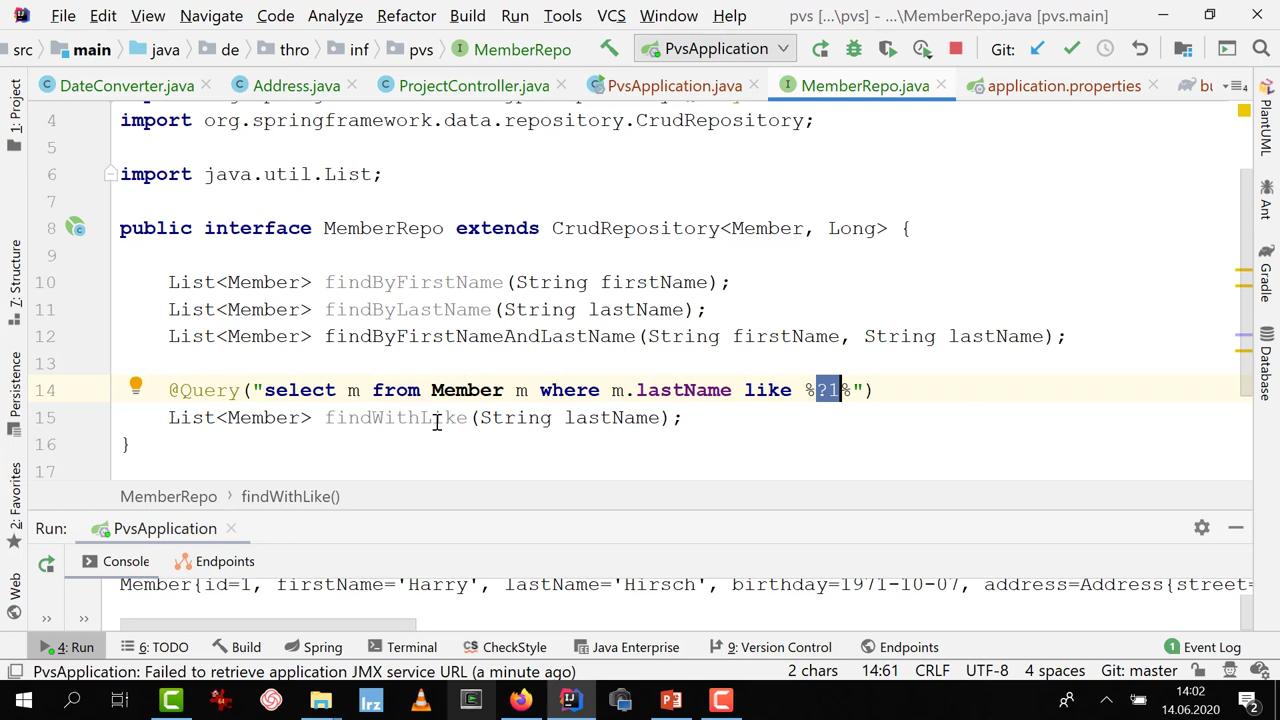 File Edit View Navigate Code Analyze Refactor Build Run Tools VCS Window Help pvs [...\pvs] - ...\MemberRepo.java [pvs.main]
src main java de thro inf pvs MemberRepo PvsApplication Git:
DateConverter.java Address.java ProjectController.java PvsApplication.java MemberRepo.java application.properties bu
4 import org.springframework.data.repository.CrudRepository;
5
6 import java.util.List;
7
8 public interface MemberRepo extends CrudRepository<Member, Long> {
9
10 List<Member> findByFirstName(String firstName);
11 List<Member> findByLastName(String lastName);
12 List<Member> findByFirstNameAndLastName(String firstName, String lastName);
13
14 @Query("select m from Member m where m.lastName like %?1%")
15 List<Member> findWithLike(String lastName);
16 }
17
MemberRepo › findWithLike()
1: Project
7: Structure
Persistence
2: Favorites
Web
PlantUML
Ant
Gradle
Database
Run: PvsApplication
Console Endpoints
Member{id=1, firstName='Harry', lastName='Hirsch', birthday=1971-10-07, address=Address{street=
4: Run 6: TODO Build Spring Terminal CheckStyle Java Enterprise 9: Version Control Endpoints 1 Event Log
PvsApplication: Failed to retrieve application JMX service URL (a minute ago) 2 chars 14:61 CRLF UTF-8 4 spaces Git: master
lrz 14:02
14.06.2020 2